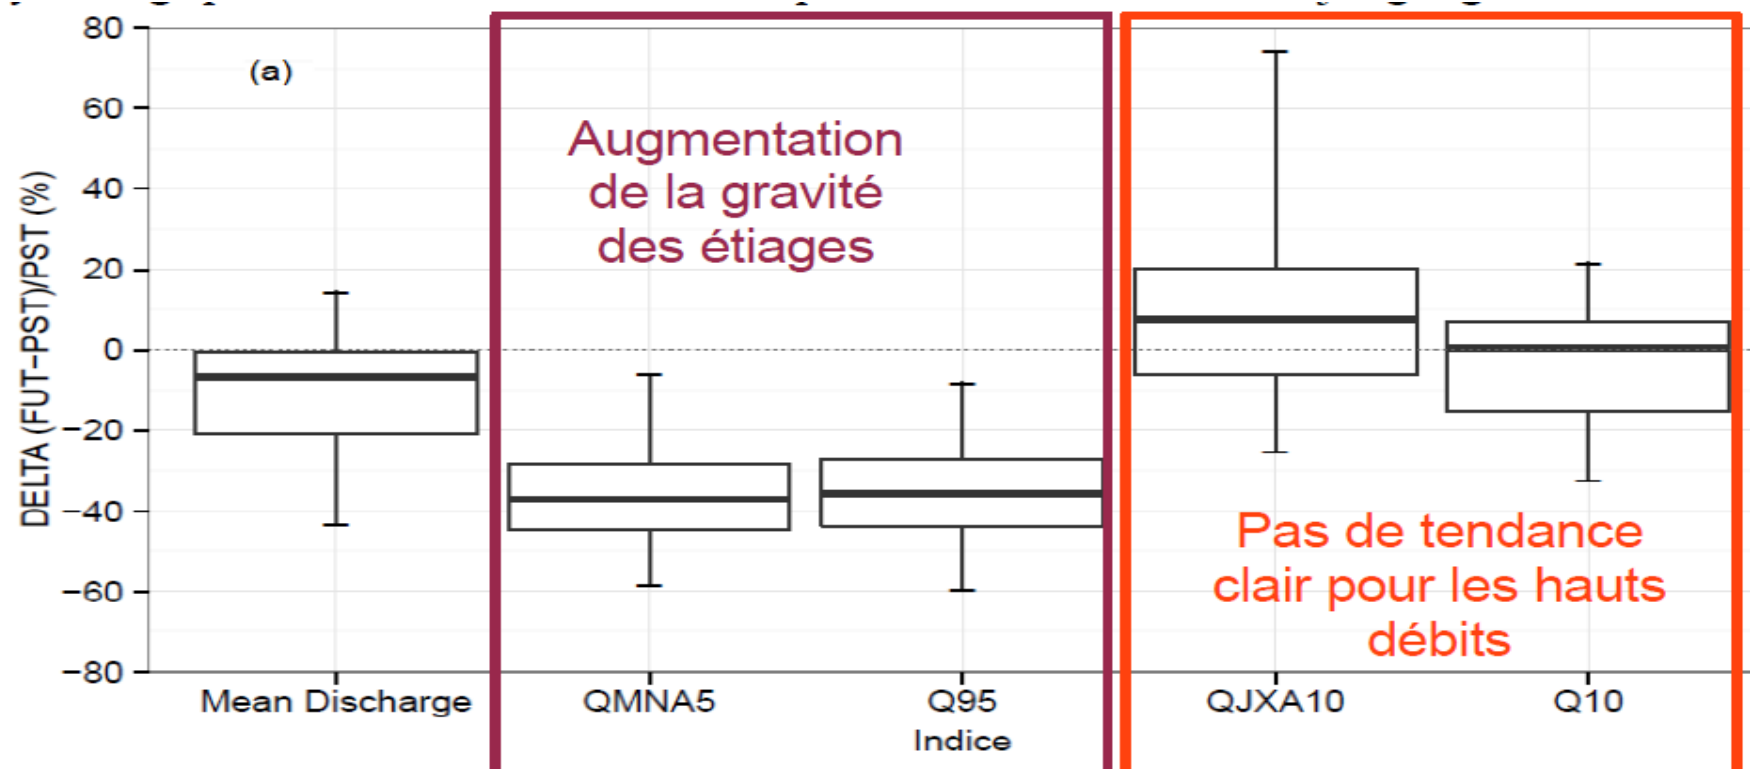 (a)
80
60
40
20
0
−20
−40
−60
−80
DELTA (FUT−PST)/PST (%)
Augmentation
de la gravité
des étiages
Pas de tendance
clair pour les hauts
débits
Mean Discharge
QMNA5
Q95
QJXA10
Q10
Indice